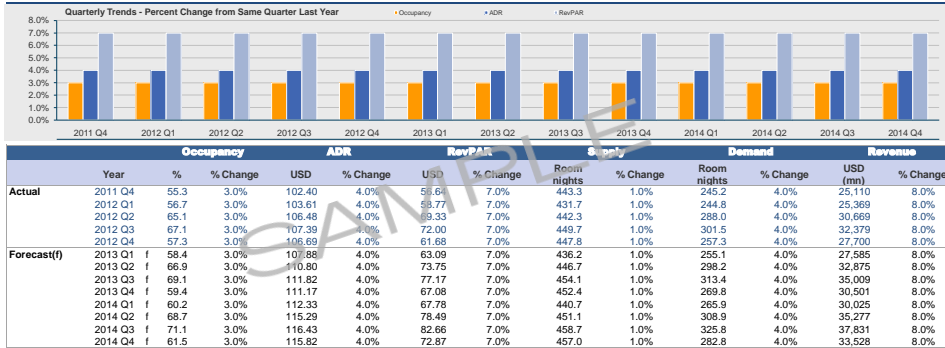 Quarterly Trends - Percent Change from Same Quarter Last Year Occupancy ADR RevPAR
8.0%
7.0%
6.0%
5.0%
4.0%
3.0%
2.0%
1.0%
0.0%
2011 Q4 2012 Q1 2012 Q2 2012 Q3 2012 Q4 2013 Q1 2013 Q2 2013 Q3 2013 Q4 2014 Q1 2014 Q2 2014 Q3 2014 Q4
Occupancy ADR RevPAR Supply Demand Revenue
Year % % Change USD % Change USD % Change Room nights % Change Room nights % Change USD (mn) % Change
Actual 2011 Q4 55.3 3.0% 102.40 4.0% 56.64 7.0% 443.3 1.0% 245.2 4.0% 25,110 8.0%
2012 Q1 56.7 3.0% 103.61 4.0% 58.77 7.0% 431.7 1.0% 244.8 4.0% 25,369 8.0%
2012 Q2 65.1 3.0% 106.48 4.0% 69.33 7.0% 442.3 1.0% 288.0 4.0% 30,669 8.0%
2012 Q3 67.1 3.0% 107.39 4.0% 72.00 7.0% 449.7 1.0% 301.5 4.0% 32,379 8.0%
2012 Q4 57.3 3.0% 106.69 4.0% 61.68 7.0% 447.8 1.0% 257.3 4.0% 27,700 8.0%
Forecast(f) 2013 Q1 f 58.4 3.0% 107.88 4.0% 63.09 7.0% 436.2 1.0% 255.1 4.0% 27,585 8.0%
2013 Q2 f 66.9 3.0% 110.80 4.0% 73.75 7.0% 446.7 1.0% 298.2 4.0% 32,875 8.0%
2013 Q3 f 69.1 3.0% 111.82 4.0% 77.17 7.0% 454.1 1.0% 313.4 4.0% 35,009 8.0%
2013 Q4 f 59.4 3.0% 111.17 4.0% 67.08 7.0% 452.4 1.0% 269.8 4.0% 30,501 8.0%
2014 Q1 f 60.2 3.0% 112.33 4.0% 67.78 7.0% 440.7 1.0% 265.9 4.0% 30,025 8.0%
2014 Q2 f 68.7 3.0% 115.29 4.0% 78.49 7.0% 451.1 1.0% 308.9 4.0% 35,277 8.0%
2014 Q3 f 71.1 3.0% 116.43 4.0% 82.66 7.0% 458.7 1.0% 325.8 4.0% 37,831 8.0%
2014 Q4 f 61.5 3.0% 115.82 4.0% 72.87 7.0% 457.0 1.0% 282.8 4.0% 33,528 8.0%
SAMPLE